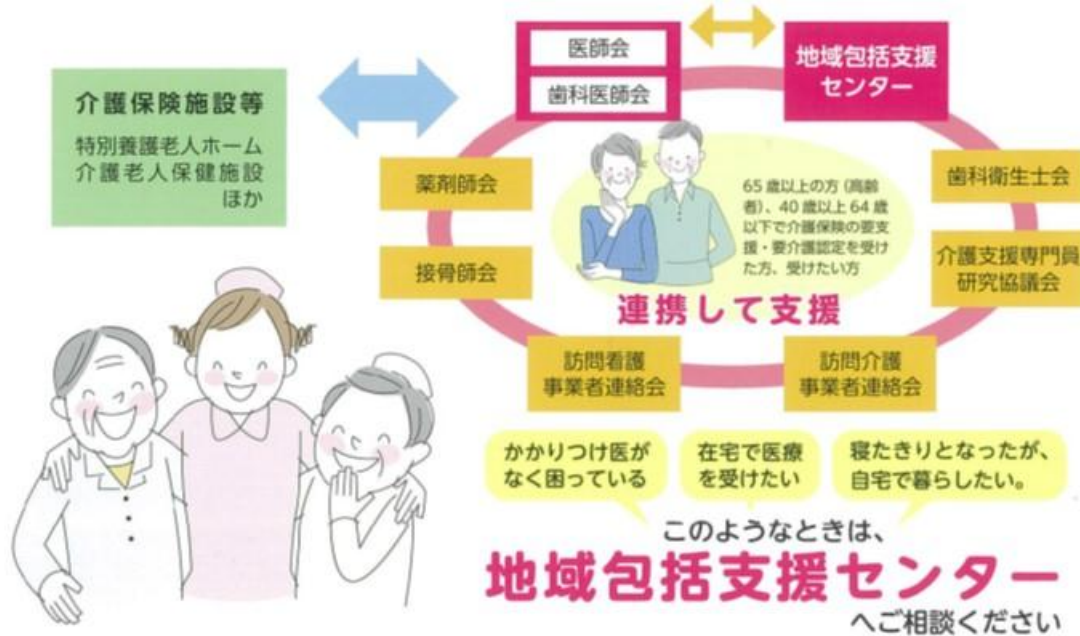 医師会
歯科医師会
地域包括支援
センター
介護保険施設等
特別養護老人ホーム
介護老人保健施設
ほか
薬剤師会
接骨師会
65歳以上の方(高齢
者)、40歳以上64歳
以下で介護保険の要支
援・要介護認定を受け
た方、受けたい方
連携して支援
歯科衛生士会
介護支援専門員
研究協議会
訪問看護
事業者連絡会
訪問介護
事業者連絡会
かかりつけ医が
なく困っている
在宅で医療
を受けたい
寝たきりとなったが、
自宅で暮らしたい。
このようなときは、
地域包括支援センター
へご相談ください